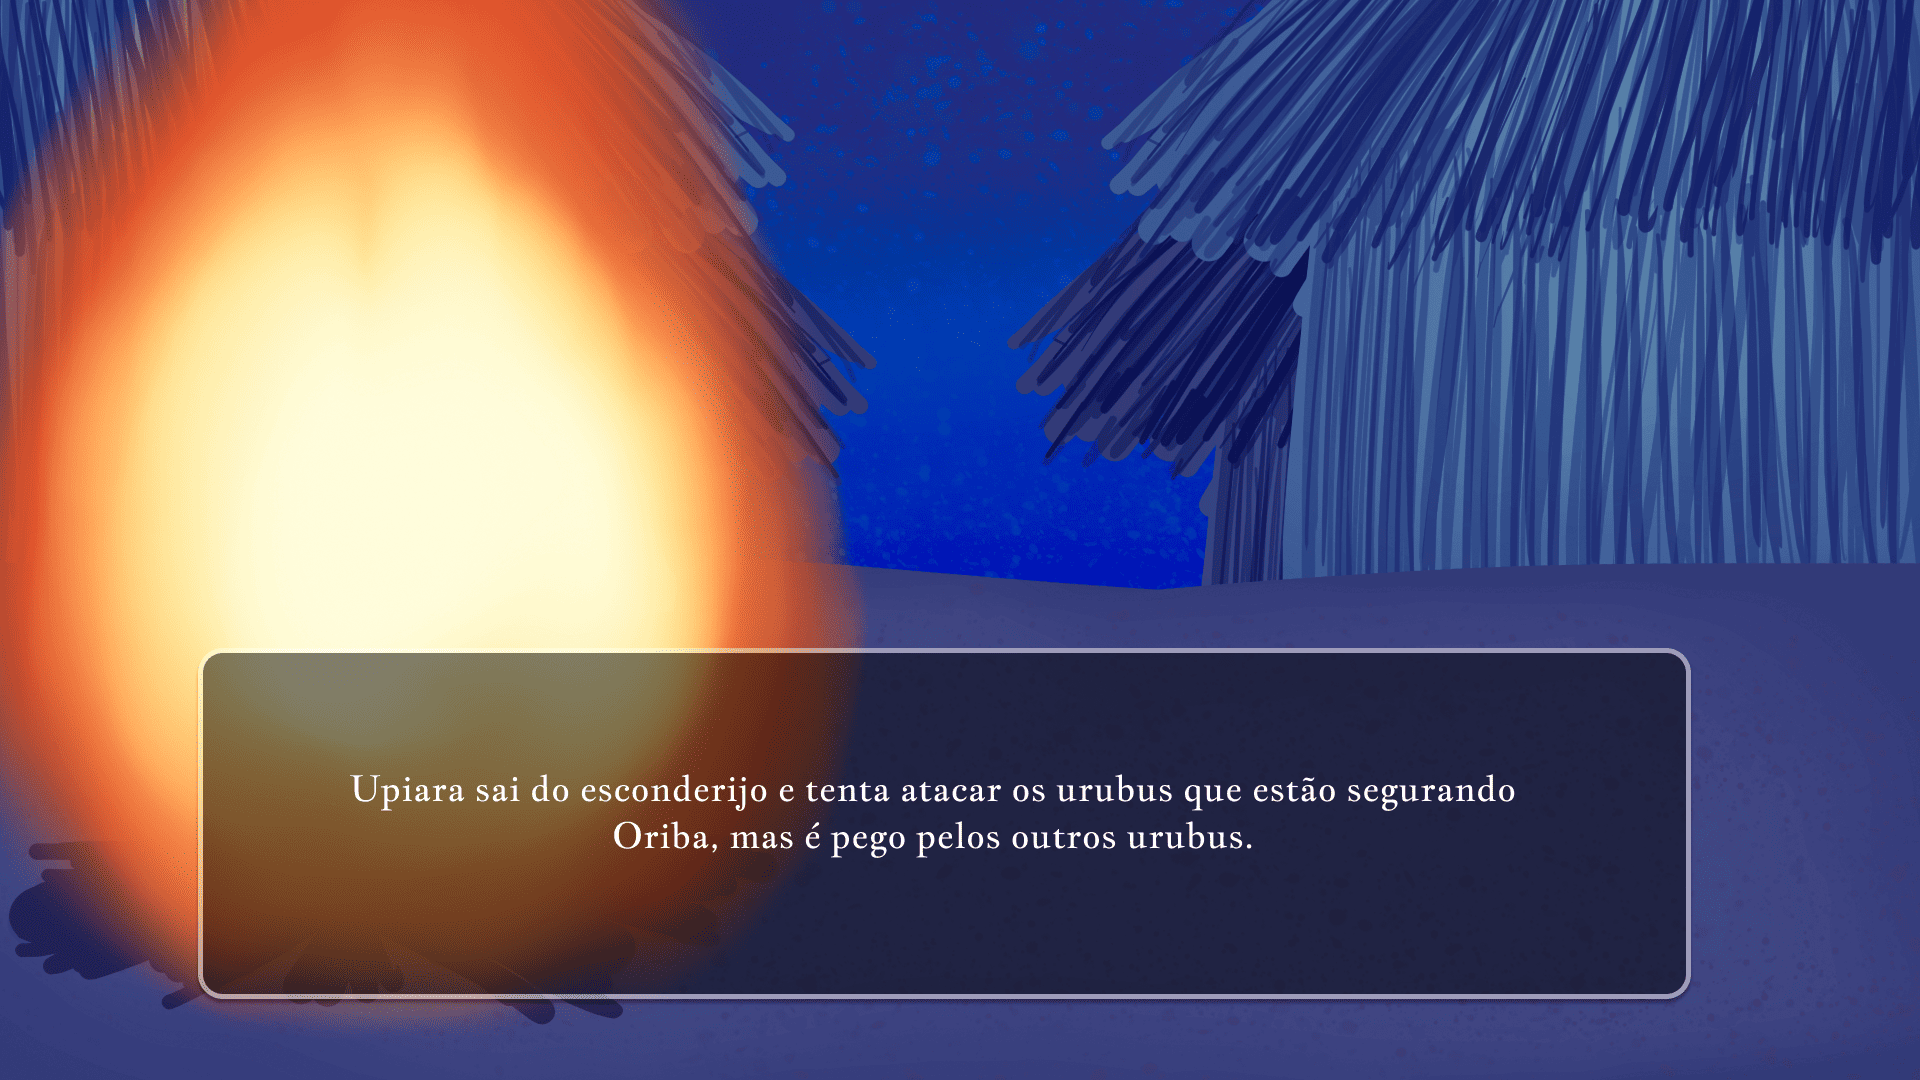 Upiara sai do esconderijo e tenta atacar os urubus que estão segurando
Oriba, mas é pego pelos outros urubus.